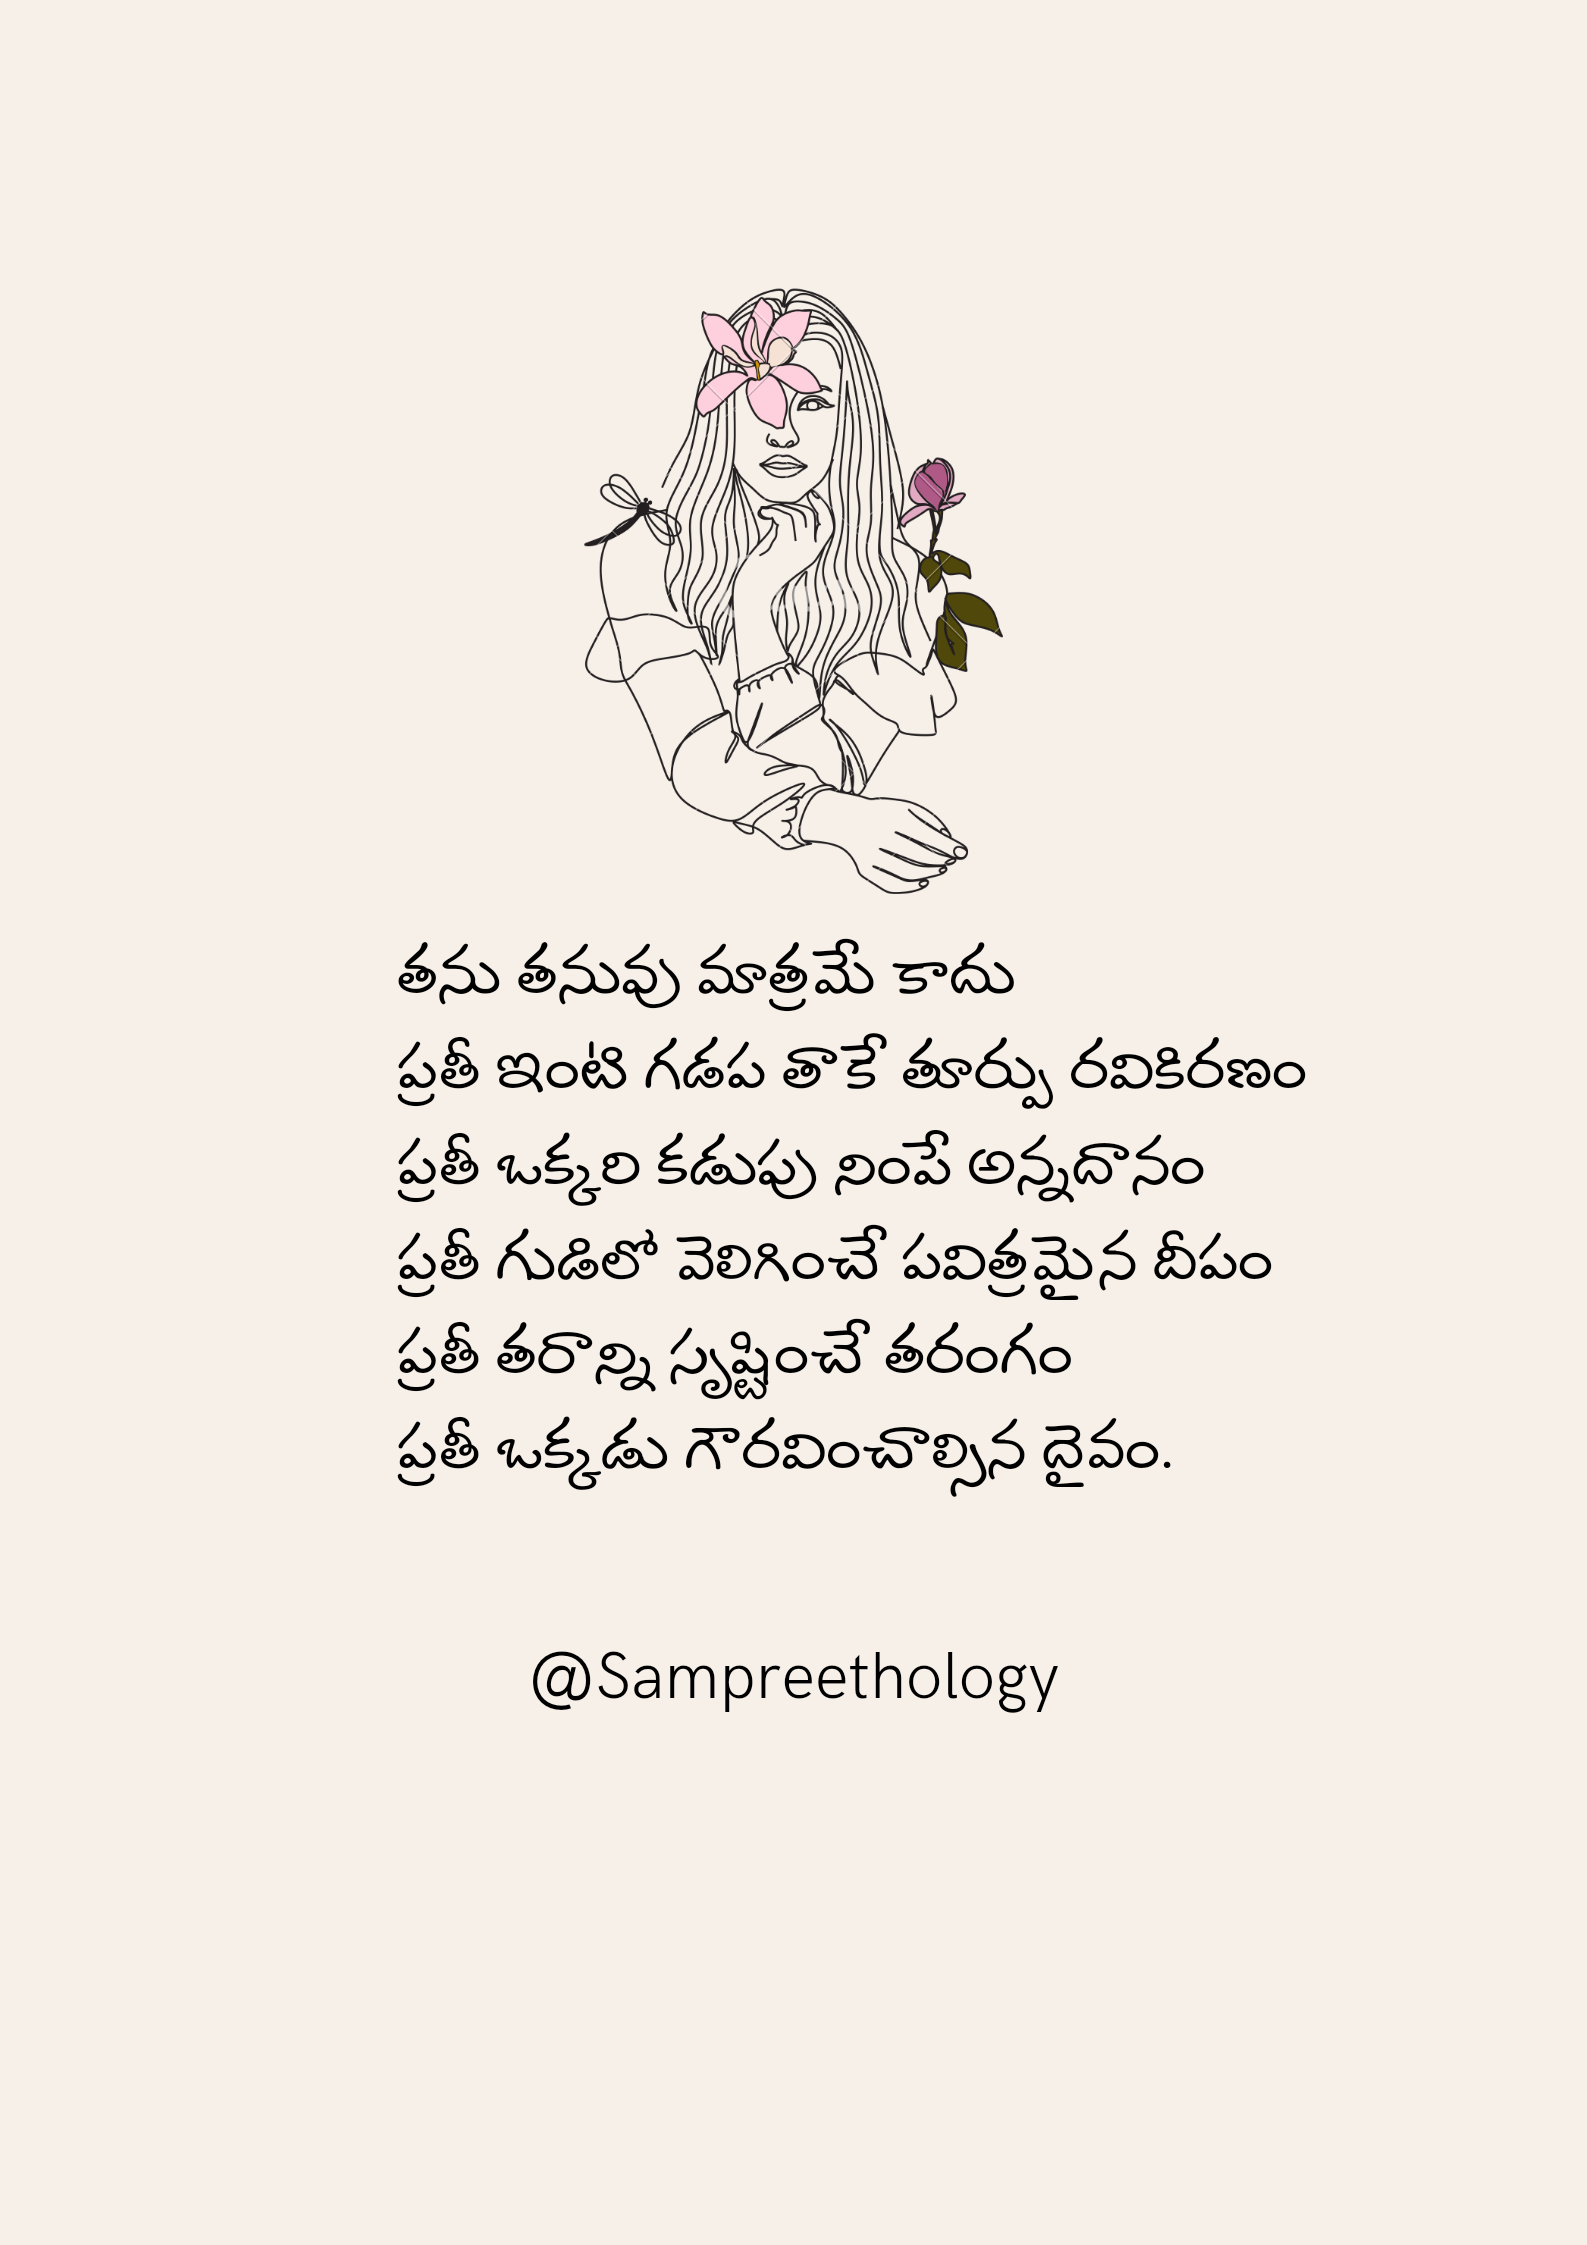 తను తనువు మాత్రమే కాదు
ప్రతీ ఇంటి గడప తాకే తూర్పు రవికిరణం
ప్రతీ ఒక్కరి కడుపు నింపే అన్నదానం
ప్రతీ గుడిలో వెలిగించే పవిత్రమైన దీపం
ప్రతీ తరాన్ని సృష్టించే తరంగం
ప్రతీ ఒక్కడు గౌరవించాల్సిన దైవం.
@Sampreethology